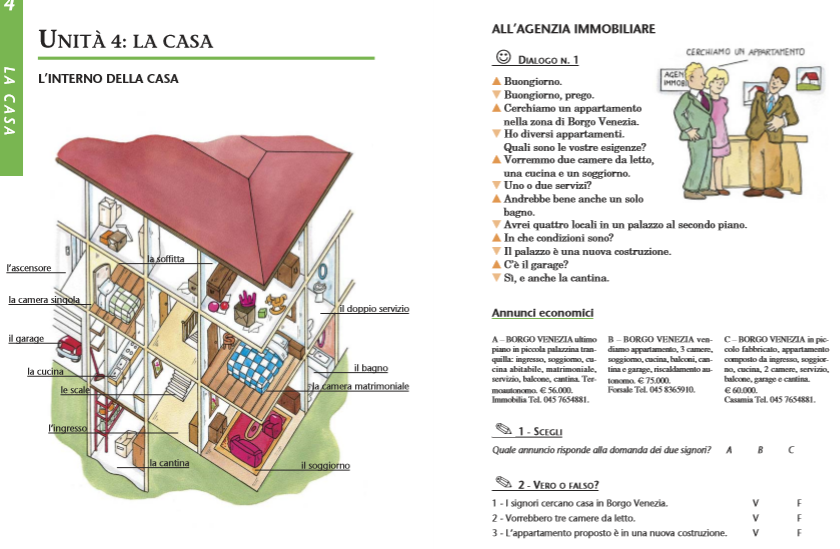 4
LA CASA
UNITÀ 4: LA CASA
L'INTERNO DELLA CASA
la soffitta
l'ascensore
la camera singola
il doppio servizio
il garage
la cucina
il bagno
le scale
la camera matrimoniale
l'ingresso
la cantina
il soggiorno
ALL'AGENZIA IMMOBILIARE
DIALOGO N. 1
CERCHIAMO UN APPARTAMENTO
AGEN
IMMOBI
Buongiorno.
Buongiorno, prego.
Cerchiamo un appartamento
nella zona di Borgo Venezia.
Ho diversi appartamenti.
Quali sono le vostre esigenze?
Vorremmo due camere da letto,
una cucina e un soggiorno.
Uno o due servizi?
Andrebbe bene anche un solo
bagno.
Avrei quattro locali in un palazzo al secondo piano.
In che condizioni sono?
Il palazzo è una nuova costruzione.
C'è il garage?
Sì, e anche la cantina.
Annunci economici
A – BORGO VENEZIA ultimo
piano in piccola palazzina tran-
quilla: ingresso, soggiorno, cu-
cina abitabile, matrimoniale,
servizio, balcone, cantina. Ter-
moautonomo. € 56.000.
Immobilia Tel. 045 7654881.
B – BORGO VENEZIA ven-
diamo appartamento, 3 camere,
soggiorno, cucina, balconi, can-
tina e garage, riscaldamento au-
tonomo. € 75.000.
Forsale Tel. 045 8365910.
C – BORGO VENEZIA in pic-
colo fabbricato, appartamento
composto da ingresso, soggior-
no, cucina, 2 camere, servizio,
balcone, garage e cantina.
€ 60.000.
Casamia Tel. 045 7654881.
1 - SCEGLI
Quale annuncio risponde alla domanda dei due signori? A B C
2 - VERO O FALSO?
1 - I signori cercano casa in Borgo Venezia. V F
2 - Vorrebbero tre camere da letto. V F
3 - L'appartamento proposto è in una nuova costruzione. V F